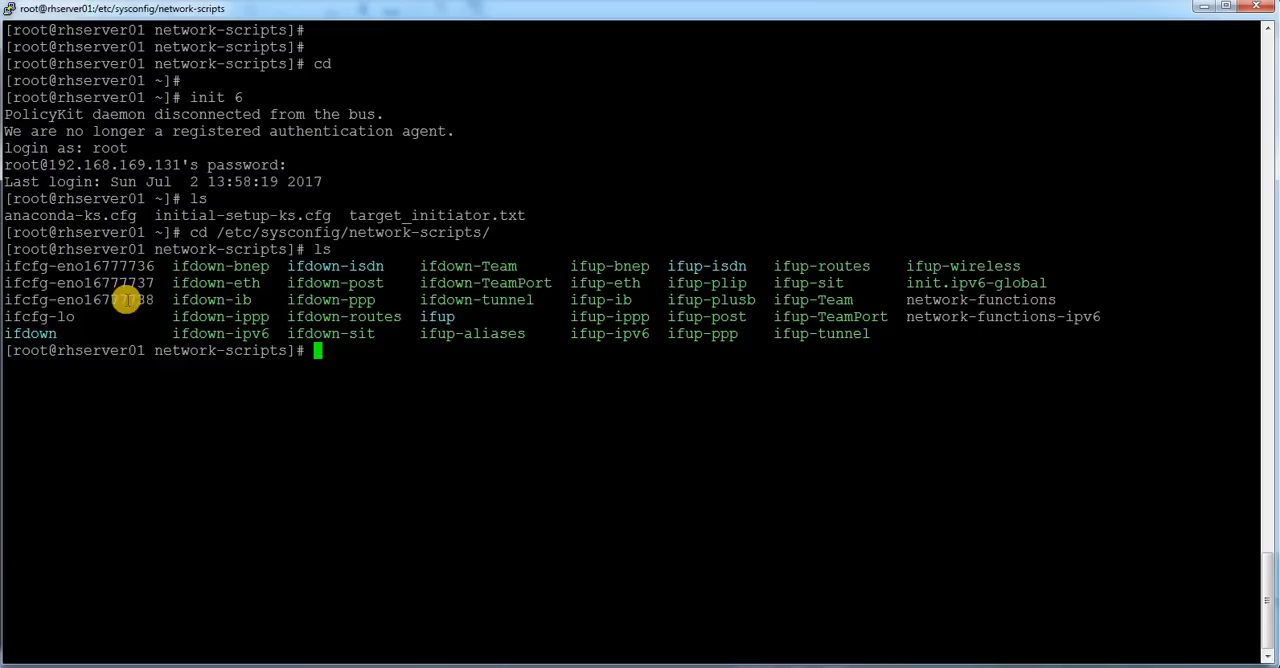 root@rhserver01:/etc/sysconfig/network-scripts
[root@rhserver01 network-scripts]#
[root@rhserver01 network-scripts]#
[root@rhserver01 network-scripts]# cd
[root@rhserver01 ~]#
[root@rhserver01 ~]# init 6
PolicyKit daemon disconnected from the bus.
We are no longer a registered authentication agent.
login as: root
root@192.168.169.131's password:
Last login: Sun Jul  2 13:58:19 2017
[root@rhserver01 ~]# ls
anaconda-ks.cfg  initial-setup-ks.cfg  target_initiator.txt
[root@rhserver01 ~]# cd /etc/sysconfig/network-scripts/
[root@rhserver01 network-scripts]# ls
ifcfg-eno16777736  ifdown-bnep  ifdown-isdn    ifdown-Team      ifup-bnep  ifup-isdn   ifup-routes    ifup-wireless
ifcfg-eno16777737  ifdown-eth   ifdown-post    ifdown-TeamPort  ifup-eth   ifup-plip   ifup-sit       init.ipv6-global
ifcfg-eno16777738  ifdown-ib    ifdown-ppp     ifdown-tunnel    ifup-ib    ifup-plusb  ifup-Team      network-functions
ifcfg-lo           ifdown-ippp  ifdown-routes  ifup             ifup-ippp  ifup-post   ifup-TeamPort  network-functions-ipv6
ifdown             ifdown-ipv6  ifdown-sit     ifup-aliases     ifup-ipv6  ifup-ppp    ifup-tunnel
[root@rhserver01 network-scripts]#